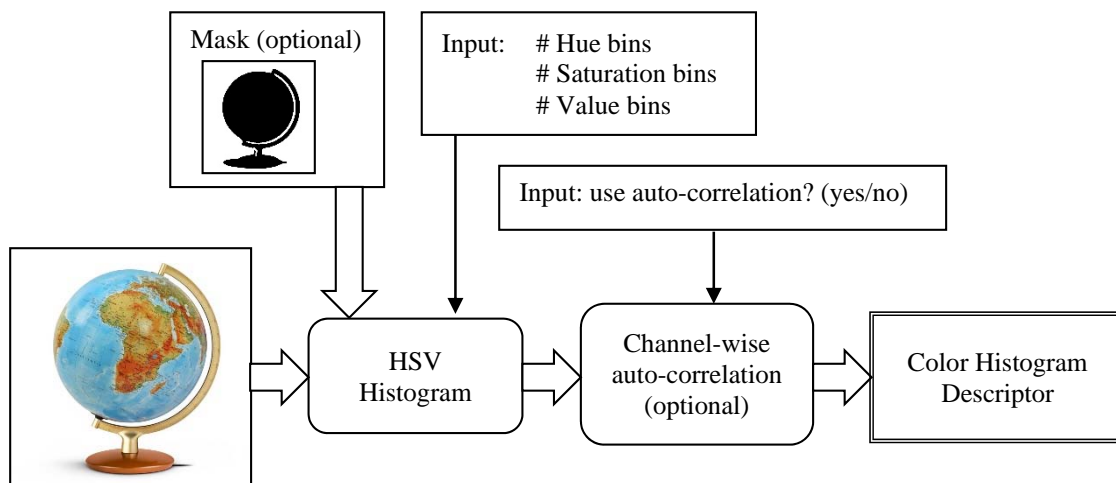 Mask (optional)
Input: # Hue bins
# Saturation bins
# Value bins
Input: use auto-correlation? (yes/no)
HSV
Histogram
Channel-wise
auto-correlation
(optional)
Color Histogram
Descriptor